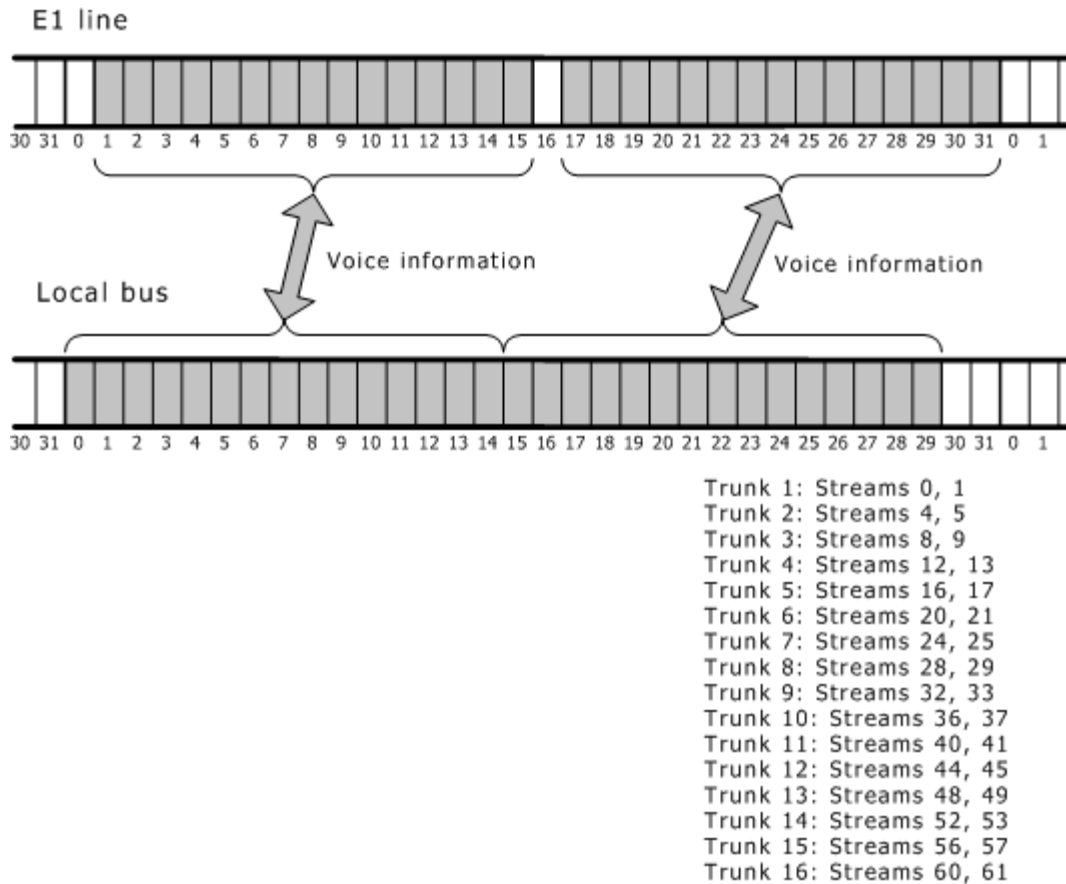 E1 line
30 31 0 1 2 3 4 5 6 7 8 9 10 11 12 13 14 15 16 17 18 19 20 21 22 23 24 25 26 27 28 29 30 31 0 1
Voice information
Voice information
Local bus
30 31 0 1 2 3 4 5 6 7 8 9 10 11 12 13 14 15 16 17 18 19 20 21 22 23 24 25 26 27 28 29 30 31 0 1
Trunk 1: Streams 0, 1
Trunk 2: Streams 4, 5
Trunk 3: Streams 8, 9
Trunk 4: Streams 12, 13
Trunk 5: Streams 16, 17
Trunk 6: Streams 20, 21
Trunk 7: Streams 24, 25
Trunk 8: Streams 28, 29
Trunk 9: Streams 32, 33
Trunk 10: Streams 36, 37
Trunk 11: Streams 40, 41
Trunk 12: Streams 44, 45
Trunk 13: Streams 48, 49
Trunk 14: Streams 52, 53
Trunk 15: Streams 56, 57
Trunk 16: Streams 60, 61